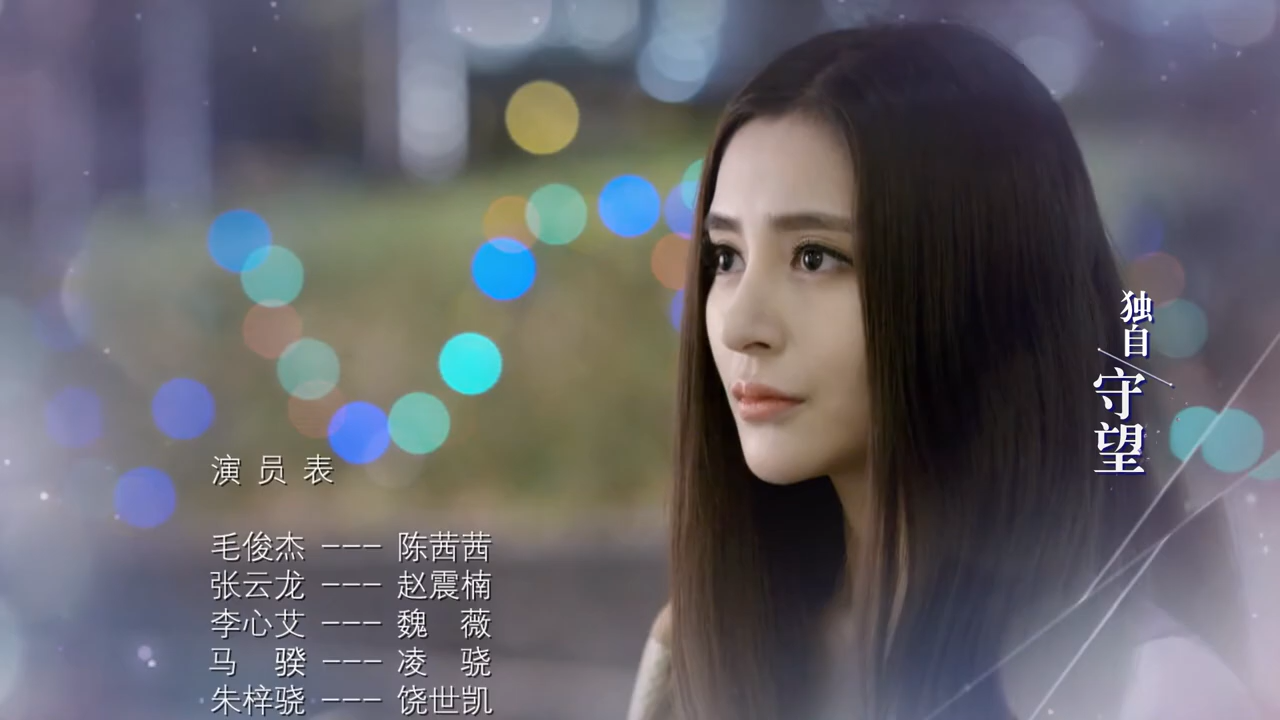 演员表
毛俊杰 --- 陈茜茜
张云龙 --- 赵震楠
李心艾 --- 魏 薇
马 骙 --- 凌 骁
朱梓骁 --- 饶世凯
独自
守望